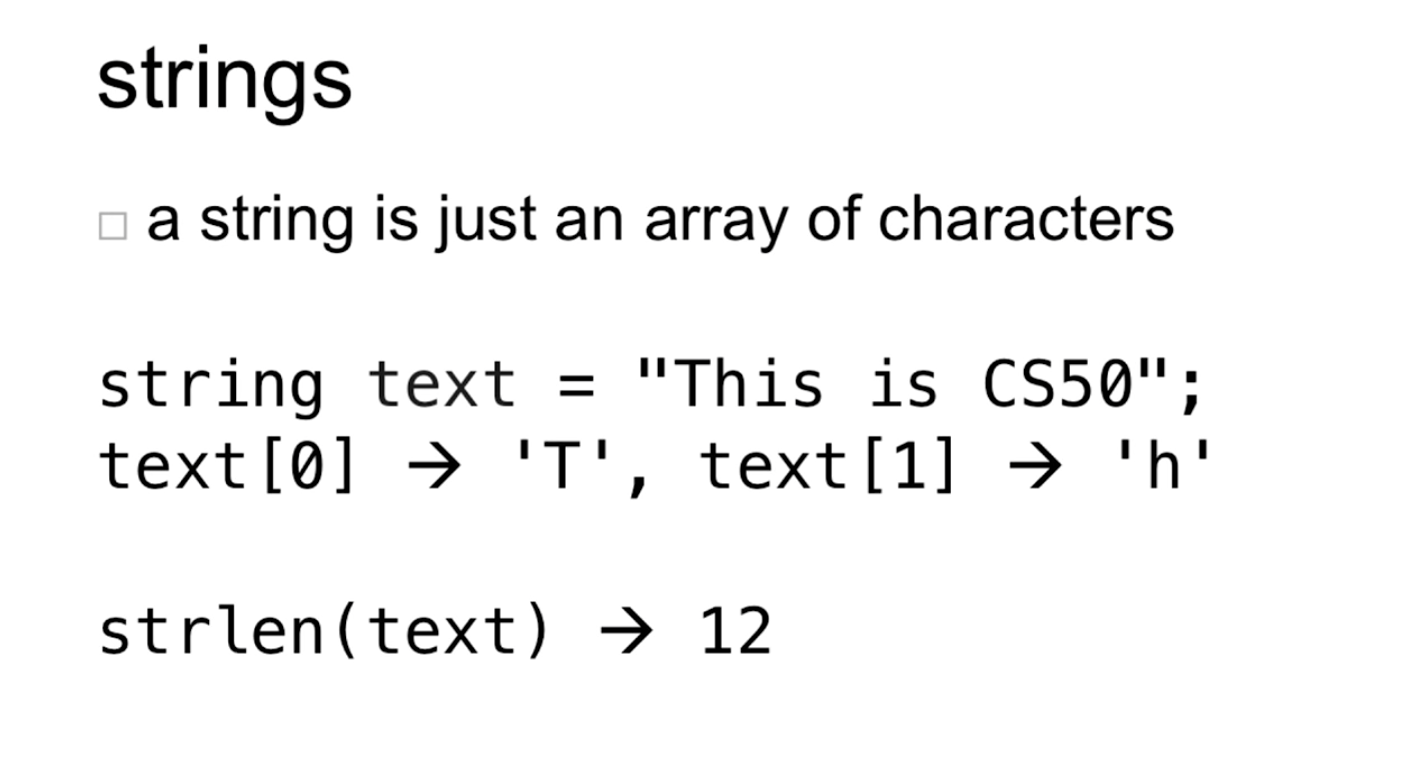 strings
□ a string is just an array of characters
string text = "This is CS50";
text[0] → 'T', text[1] → 'h'
strlen(text) → 12